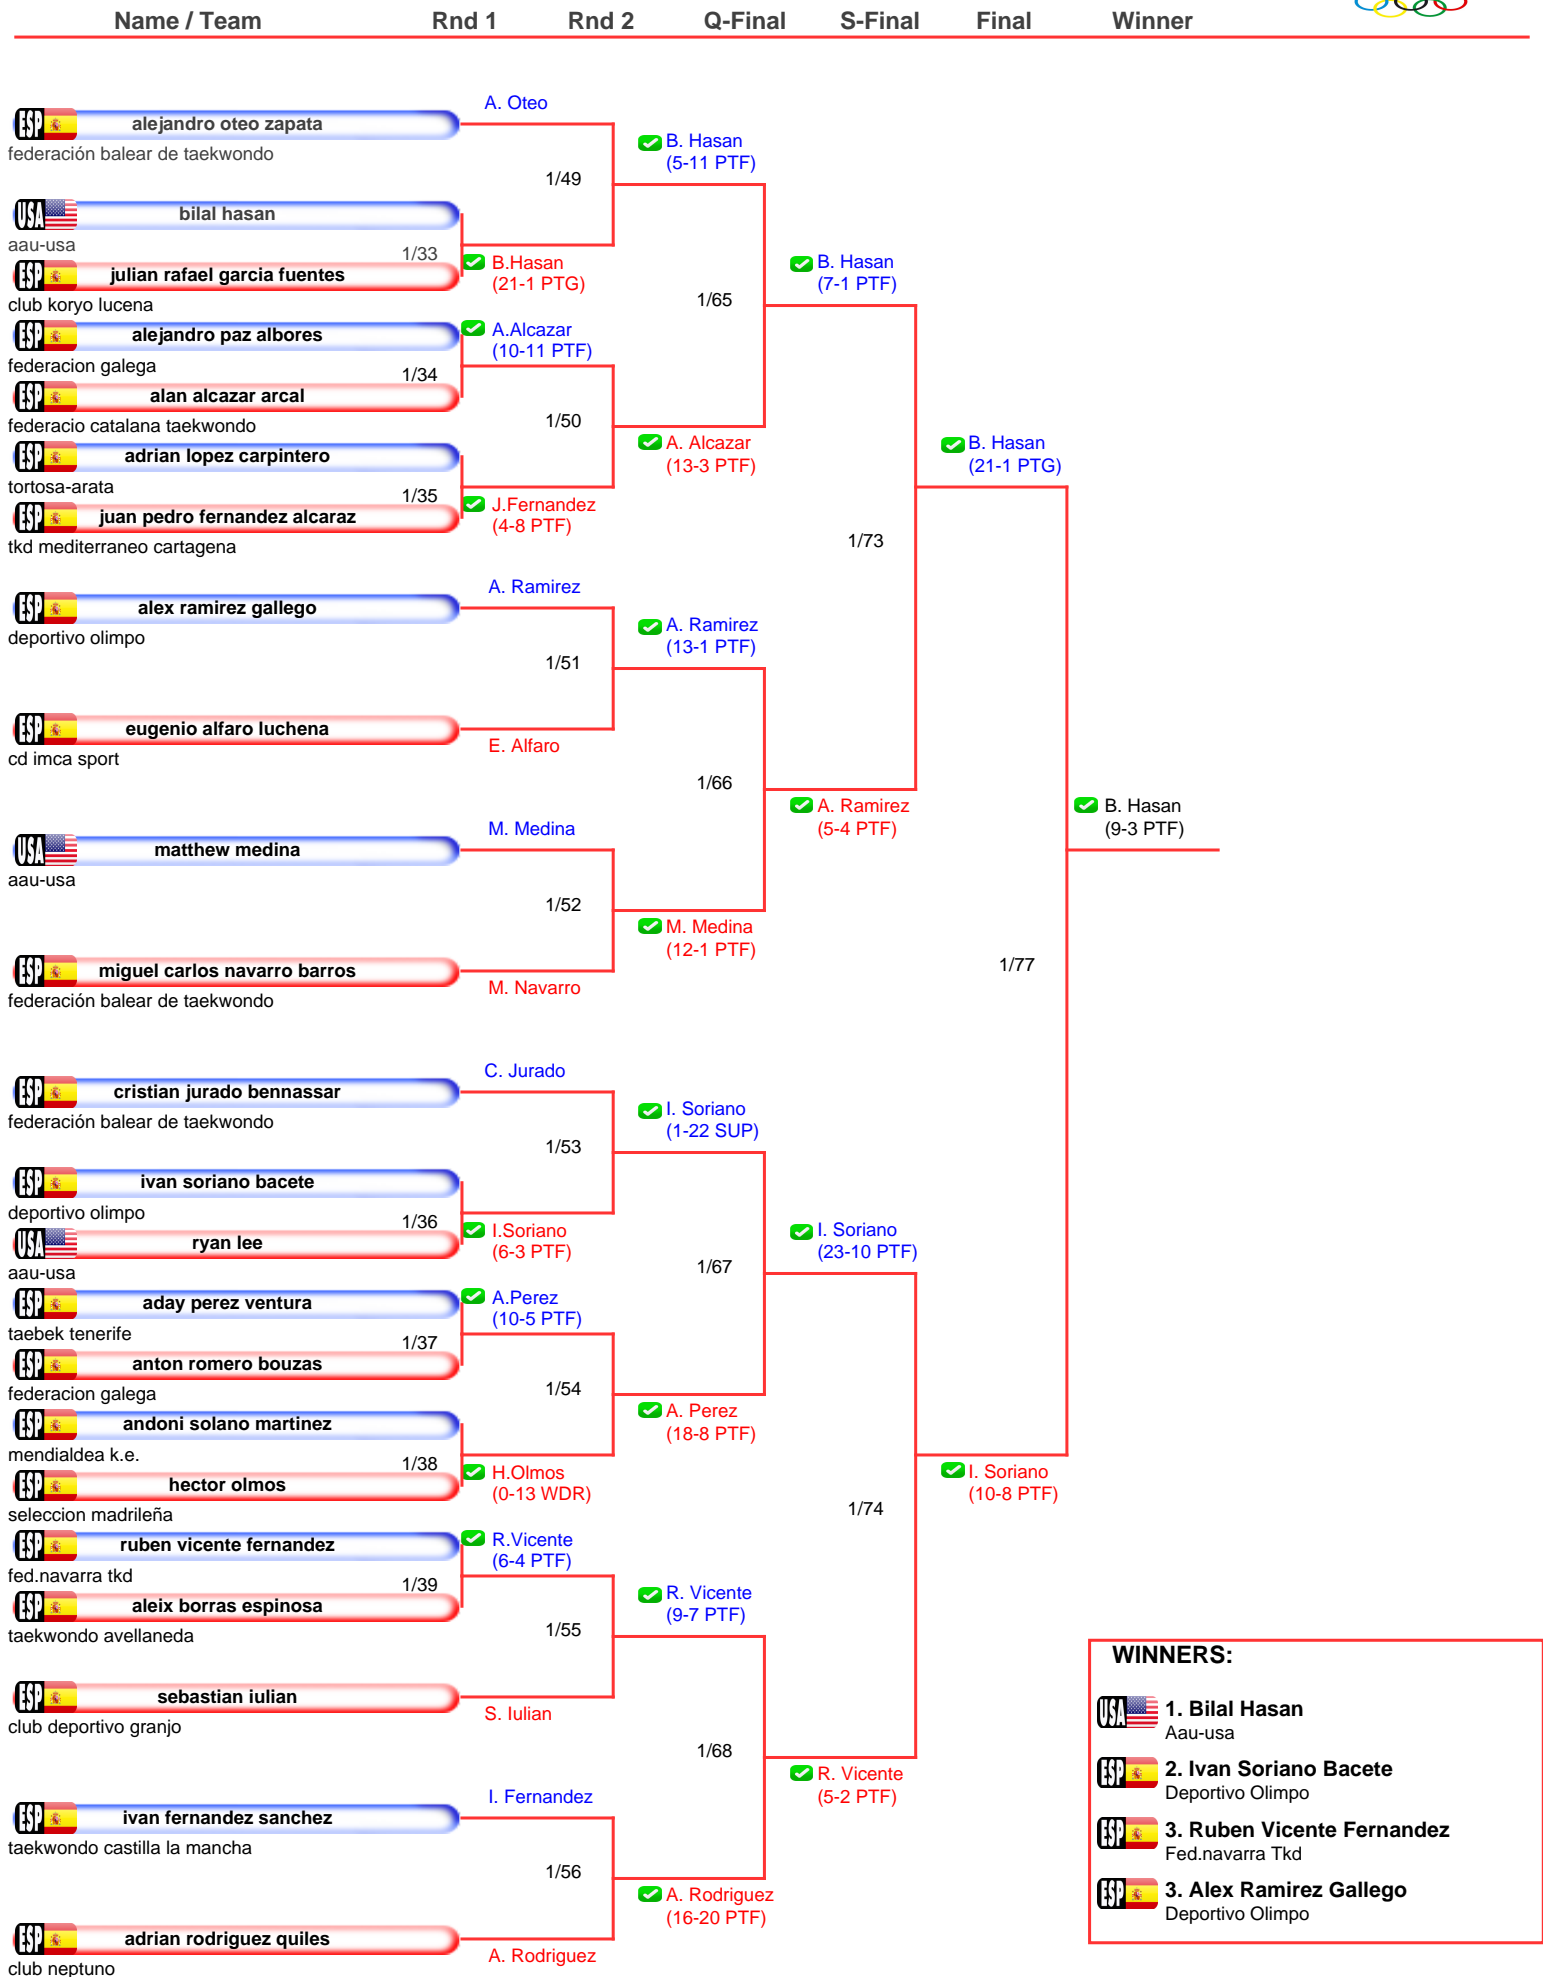 Name / Team Rnd 1 Rnd 2 Q-Final S-Final Final Winner
A. Oteo
ESP alejandro oteo zapata
federación balear de taekwondo
B. Hasan
(5-11 PTF)
1/49
USA bilal hasan
aau-usa
1/33
B.Hasan
(21-1 PTG)
ESP julian rafael garcia fuentes
club koryo lucena
B. Hasan
(7-1 PTF)
1/65
ESP alejandro paz albores
federacion galega
A.Alcazar
(10-11 PTF)
1/34
ESP alan alcazar arcal
federacio catalana taekwondo
1/50
A. Alcazar
(13-3 PTF)
B. Hasan
(21-1 PTG)
ESP adrian lopez carpintero
tortosa-arata
1/35
J.Fernandez
(4-8 PTF)
ESP juan pedro fernandez alcaraz
tkd mediterraneo cartagena
1/73
A. Ramirez
ESP alex ramirez gallego
deportivo olimpo
A. Ramirez
(13-1 PTF)
1/51
ESP eugenio alfaro luchena
cd imca sport
E. Alfaro
1/66
A. Ramirez
(5-4 PTF)
B. Hasan
(9-3 PTF)
M. Medina
USA matthew medina
aau-usa
1/52
M. Medina
(12-1 PTF)
ESP miguel carlos navarro barros
federación balear de taekwondo
M. Navarro
1/77
C. Jurado
ESP cristian jurado bennassar
federación balear de taekwondo
I. Soriano
(1-22 SUP)
1/53
ESP ivan soriano bacete
deportivo olimpo
1/36
I.Soriano
(6-3 PTF)
USA ryan lee
aau-usa
I. Soriano
(23-10 PTF)
1/67
ESP aday perez ventura
taebek tenerife
A.Perez
(10-5 PTF)
1/37
ESP anton romero bouzas
federacion galega
1/54
A. Perez
(18-8 PTF)
ESP andoni solano martinez
mendialdea k.e.
1/38
H.Olmos
(0-13 WDR)
ESP hector olmos
seleccion madrileña
I. Soriano
(10-8 PTF)
1/74
ESP ruben vicente fernandez
fed.navarra tkd
R.Vicente
(6-4 PTF)
1/39
ESP aleix borras espinosa
taekwondo avellaneda
R. Vicente
(9-7 PTF)
1/55
ESP sebastian iulian
club deportivo granjo
S. Iulian
1/68
R. Vicente
(5-2 PTF)
I. Fernandez
ESP ivan fernandez sanchez
taekwondo castilla la mancha
1/56
A. Rodriguez
(16-20 PTF)
ESP adrian rodriguez quiles
club neptuno
A. Rodriguez
WINNERS:
USA 1. Bilal Hasan
Aau-usa
ESP 2. Ivan Soriano Bacete
Deportivo Olimpo
ESP 3. Ruben Vicente Fernandez
Fed.navarra Tkd
ESP 3. Alex Ramirez Gallego
Deportivo Olimpo